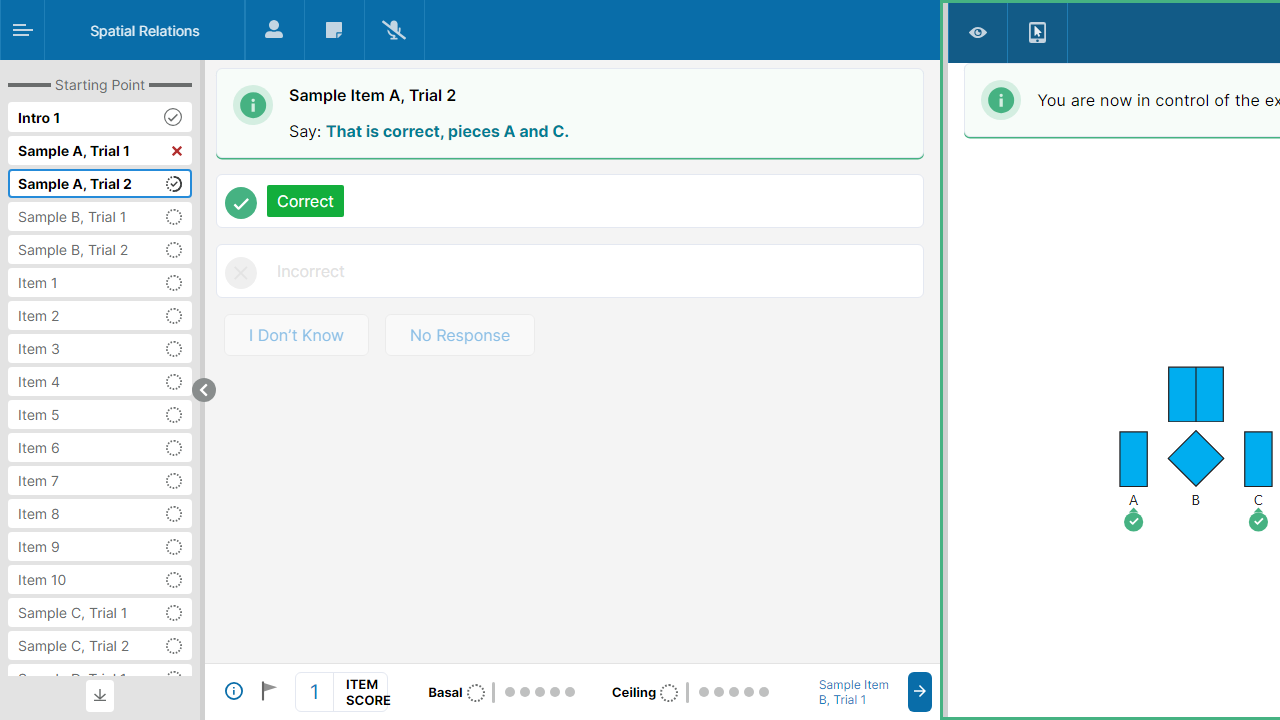 Spatial Relations
Starting Point
Intro 1
Sample A, Trial 1
Sample A, Trial 2
Sample B, Trial 1
Sample B, Trial 2
Item 1
Item 2
Item 3
Item 4
Item 5
Item 6
Item 7
Item 8
Item 9
Item 10
Sample C, Trial 1
Sample C, Trial 2
Sample Item A, Trial 2
Say: That is correct, pieces A and C.
Correct
Incorrect
I Don't Know
No Response
1
ITEM
SCORE
Basal
Ceiling
Sample Item
B, Trial 1
You are now in control of the ex
A
B
C